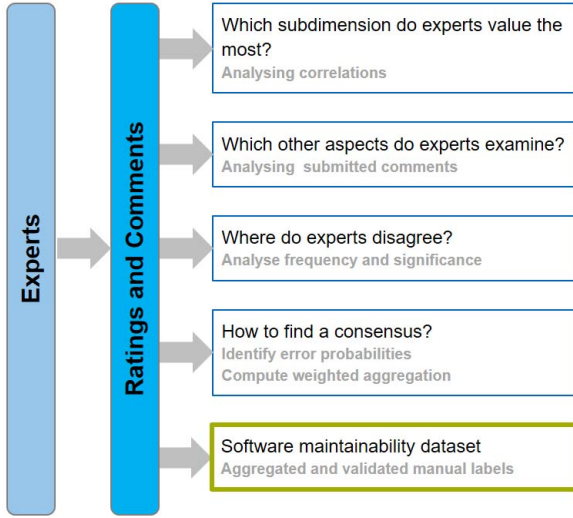 Experts
Ratings and Comments
Which subdimension do experts value the
most?
Analysing correlations
Which other aspects do experts examine?
Analysing submitted comments
Where do experts disagree?
Analyse frequency and significance
How to find a consensus?
Identify error probabilities
Compute weighted aggregation
Software maintainability dataset
Aggregated and validated manual labels